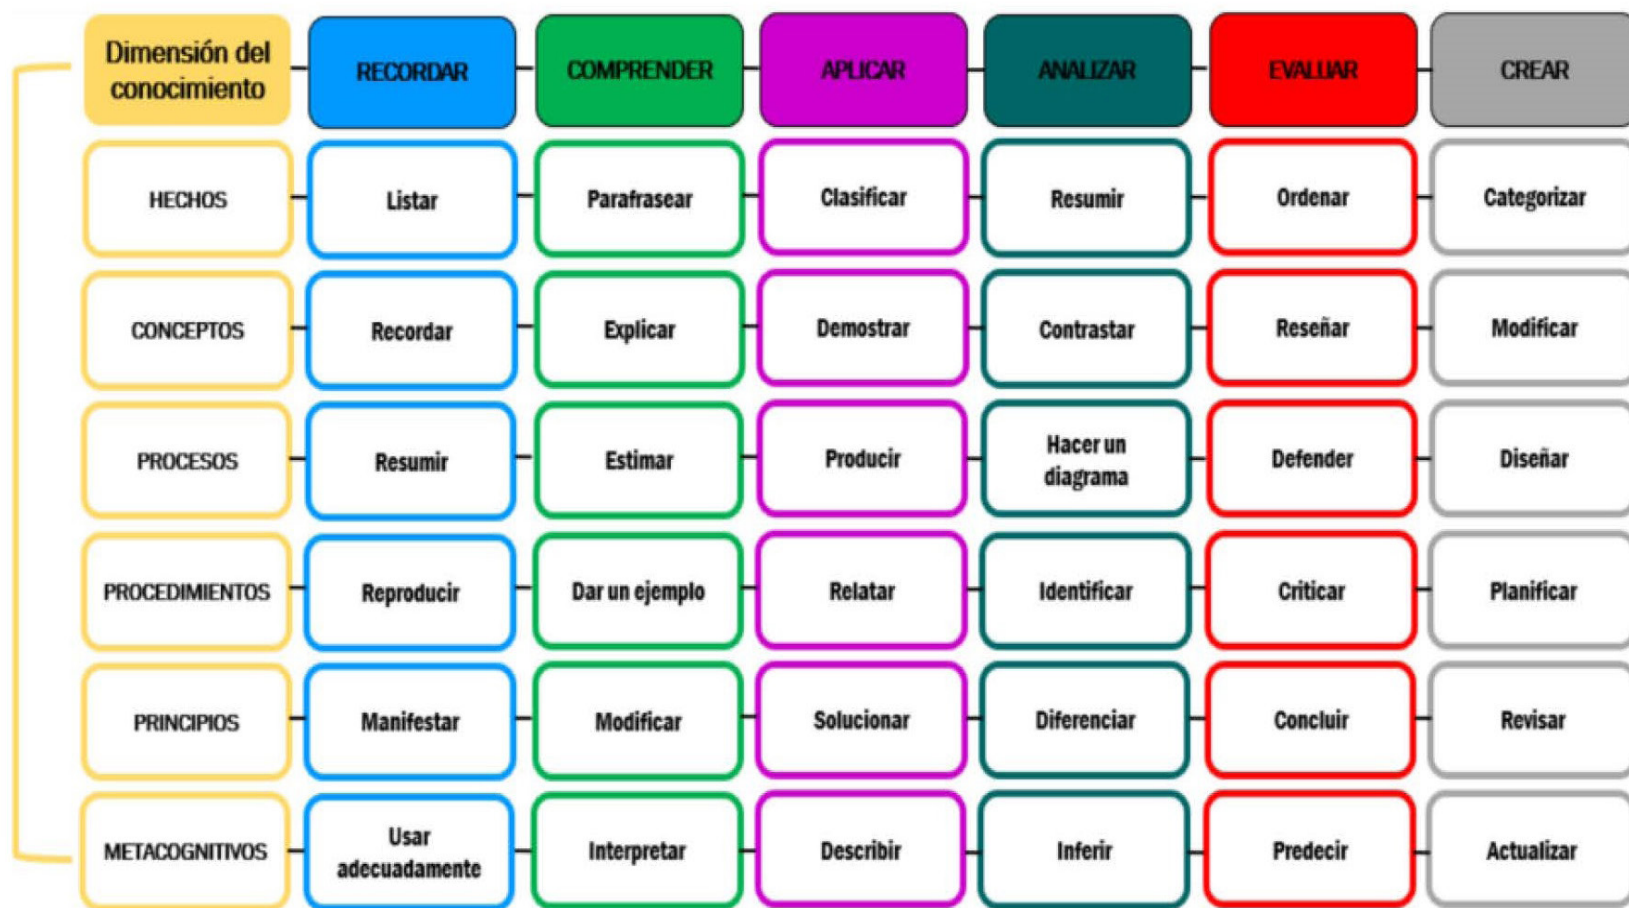 Dimensión del
conocimiento
RECORDAR
COMPRENDER
APLICAR
ANALIZAR
EVALUAR
CREAR
HECHOS
Listar
Parafrasear
Clasificar
Resumir
Ordenar
Categorizar
CONCEPTOS
Recordar
Explicar
Demostrar
Contrastar
Reseñar
Modificar
PROCESOS
Resumir
Estimar
Producir
Hacer un
diagrama
Defender
Diseñar
PROCEDIMIENTOS
Reproducir
Dar un ejemplo
Relatar
Identificar
Criticar
Planificar
PRINCIPIOS
Manifestar
Modificar
Solucionar
Diferenciar
Concluir
Revisar
METACOGNITIVOS
Usar
adecuadamente
Interpretar
Describir
Inferir
Predecir
Actualizar